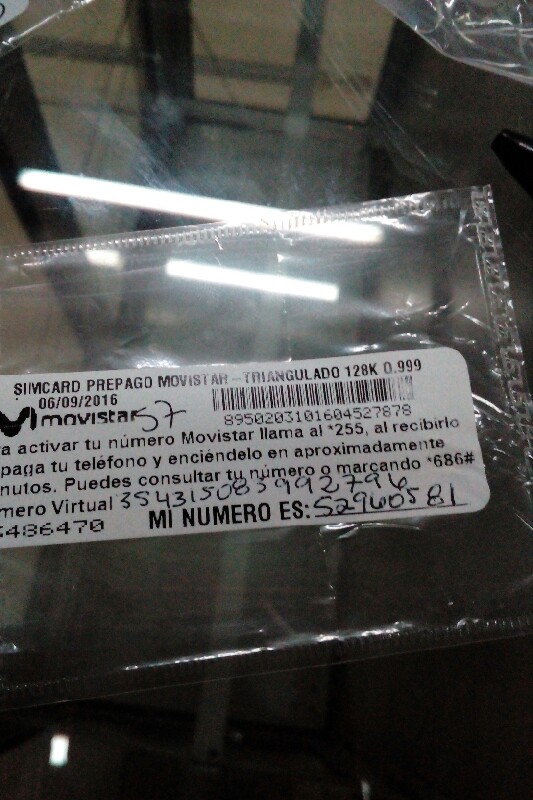 SIMCARD PREPAGO MOVISTAR - TRIANGULADO 128K 0.999
06/09/2016
movistar 57
8950203101604527878
ra activar tu número Movistar llama al *255, al recibirlo
paga tu teléfono y enciéndelo en aproximadamente
nutos. Puedes consultar tu número o marcando *686#
mero Virtual 354315083992796
486470 MI NUMERO ES: 52960581